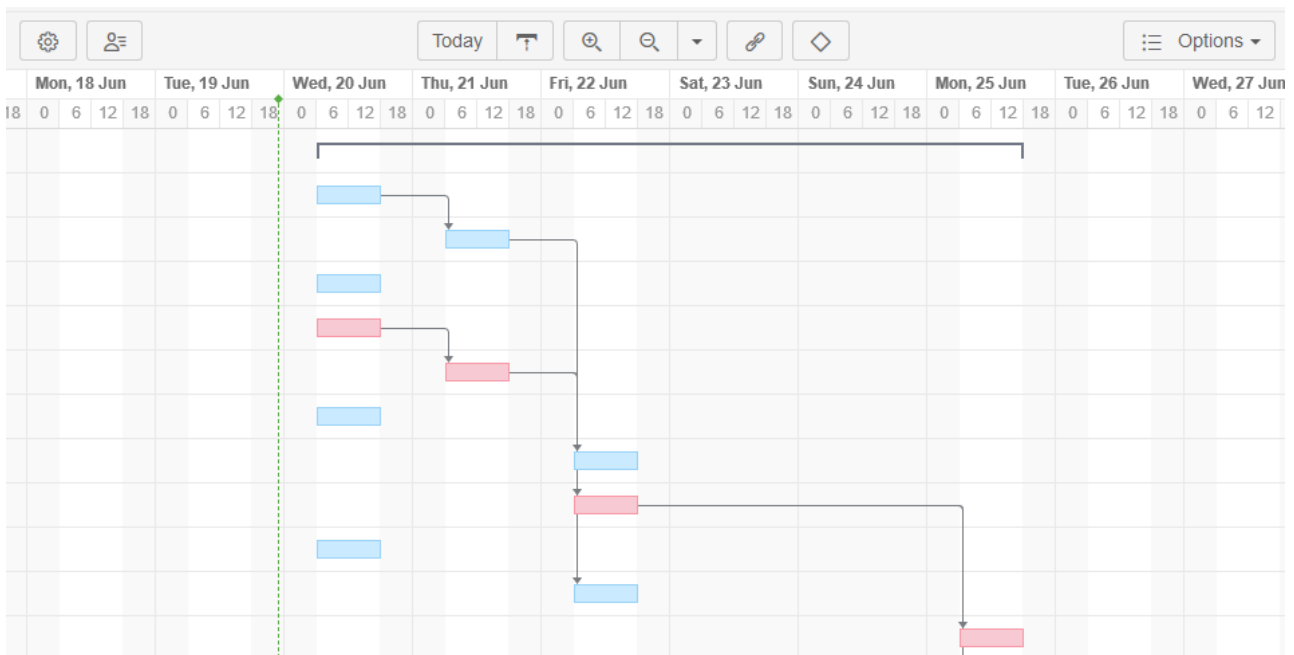 Today Options
Mon, 18 Jun Tue, 19 Jun Wed, 20 Jun Thu, 21 Jun Fri, 22 Jun Sat, 23 Jun Sun, 24 Jun Mon, 25 Jun Tue, 26 Jun Wed, 27 Jun
18 0 6 12 18 0 6 12 18 0 6 12 18 0 6 12 18 0 6 12 18 0 6 12 18 0 6 12 18 0 6 12 18 0 6 12 18 0 6 12